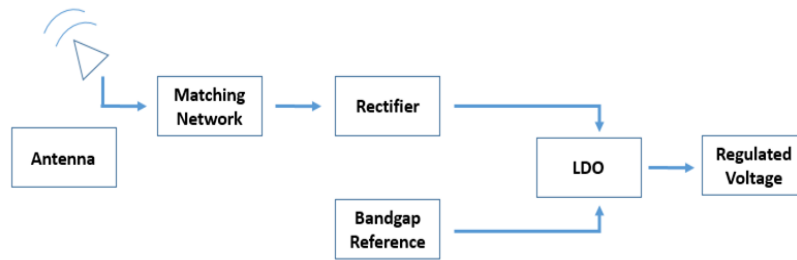 Antenna
Matching
Network
Rectifier
Bandgap
Reference
LDO
Regulated
Voltage